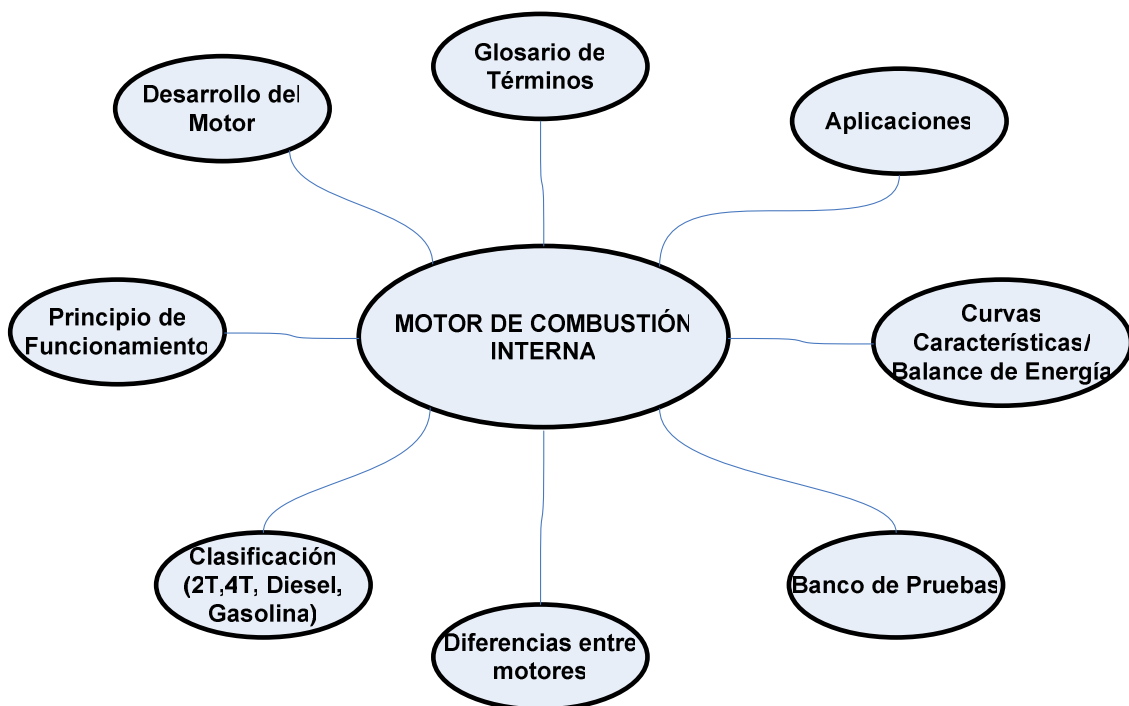 Glosario de
Términos
Desarrollo del
Motor
Aplicaciones
Principio de
Funcionamiento
MOTOR DE COMBUSTIÓN
INTERNA
Curvas
Características/
Balance de Energía
Clasificación
(2T,4T, Diesel,
Gasolina)
Banco de Pruebas
Diferencias entre
motores